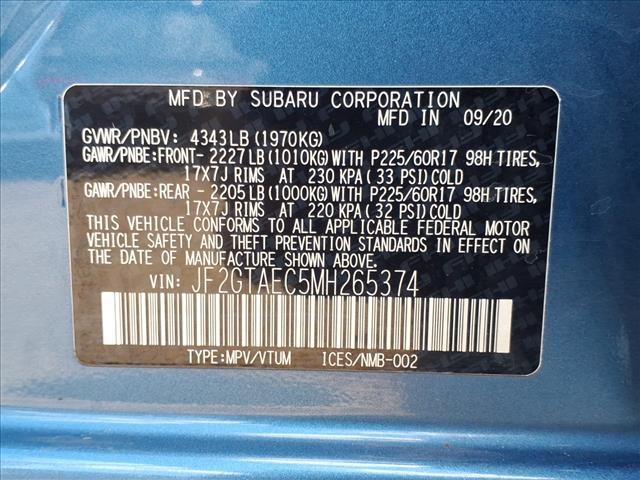 MFD BY SUBARU CORPORATION
MFD IN 09/20
GVWR/PNBV: 4343LB(1970KG)
GAWR/PNBE:FRONT- 2227LB(1010KG)WITH P225/60R17 98H TIRES,
17X7J RIMS AT 230 KPA(33 PSI)COLD
GAWR/PNBE:REAR - 2205LB(1000KG)WITH P225/60R17 98H TIRES,
17X7J RIMS AT 220 KPA(32 PSI)COLD
THIS VEHICLE CONFORMS TO ALL APPLICABLE FEDERAL MOTOR
VEHICLE SAFETY AND THEFT PREVENTION STANDARDS IN EFFECT ON
THE DATE OF MANUFACTURE SHOWN ABOVE.
VIN: JF2GTAEC5MH265374
TYPE:MPV/VTUM ICES/NMB-002